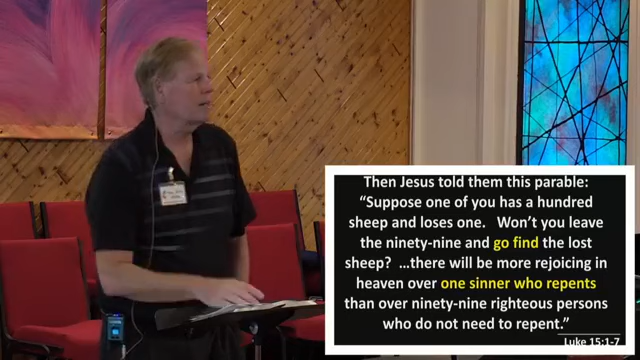 Then Jesus told them this parable:
“Suppose one of you has a hundred
sheep and loses one. Won’t you leave
the ninety-nine and go find the lost
sheep? …there will be more rejoicing in
heaven over one sinner who repents
than over ninety-nine righteous persons
who do not need to repent.”
Luke 15:1-7